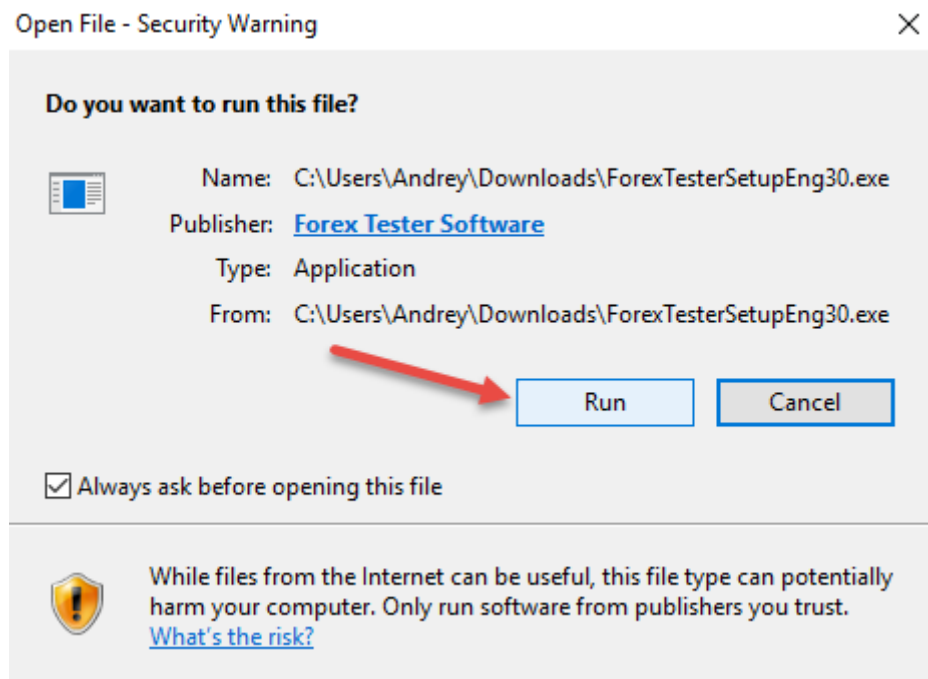 Open File - Security Warning
Do you want to run this file?
Name: C:\Users\Andrey\Downloads\ForexTesterSetupEng30.exe
Publisher: Forex Tester Software
Type: Application
From: C:\Users\Andrey\Downloads\ForexTesterSetupEng30.exe
Run Cancel
Always ask before opening this file
While files from the Internet can be useful, this file type can potentially
harm your computer. Only run software from publishers you trust.
What's the risk?